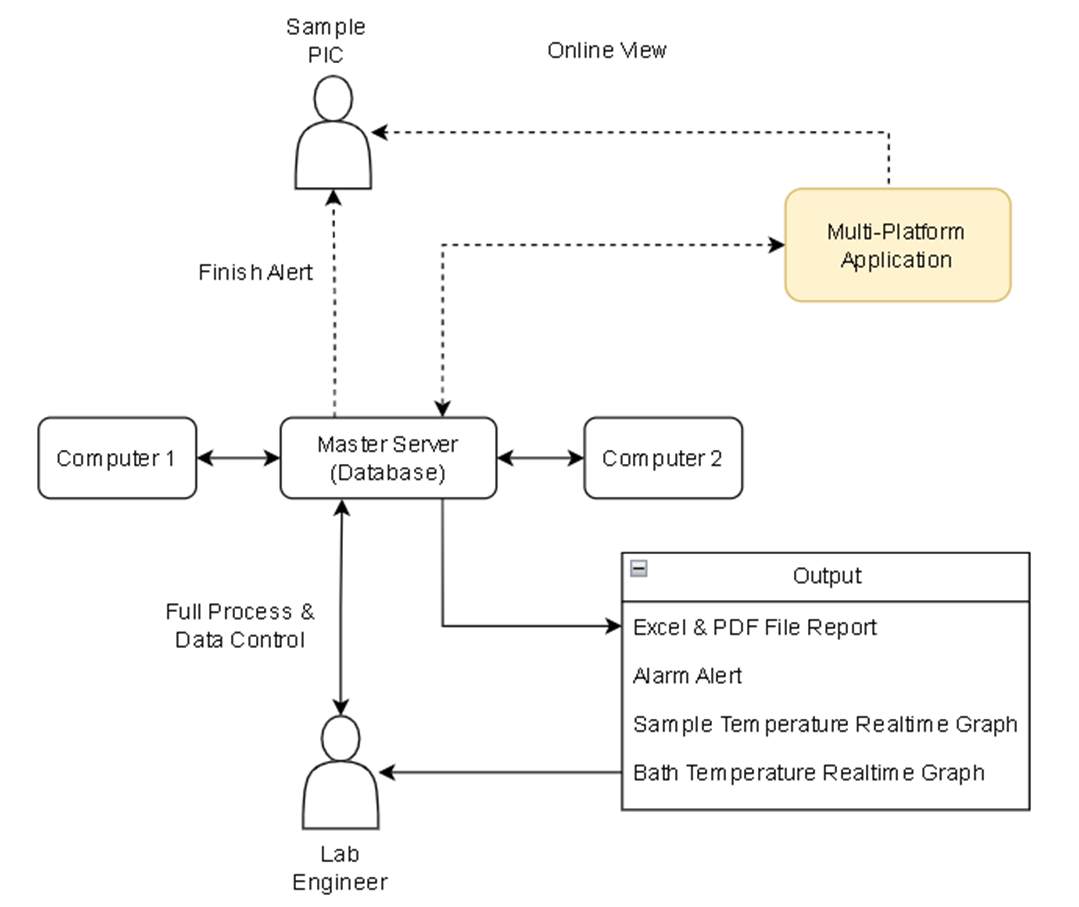 Sample
PIC
Online View
Multi-Platform
Application
Finish Alert
Computer 1
Master Server
(Database)
Computer 2
Output
Full Process &
Data Control
Excel & PDF File Report
Alarm Alert
Sample Temperature Realtime Graph
Bath Temperature Realtime Graph
Lab
Engineer